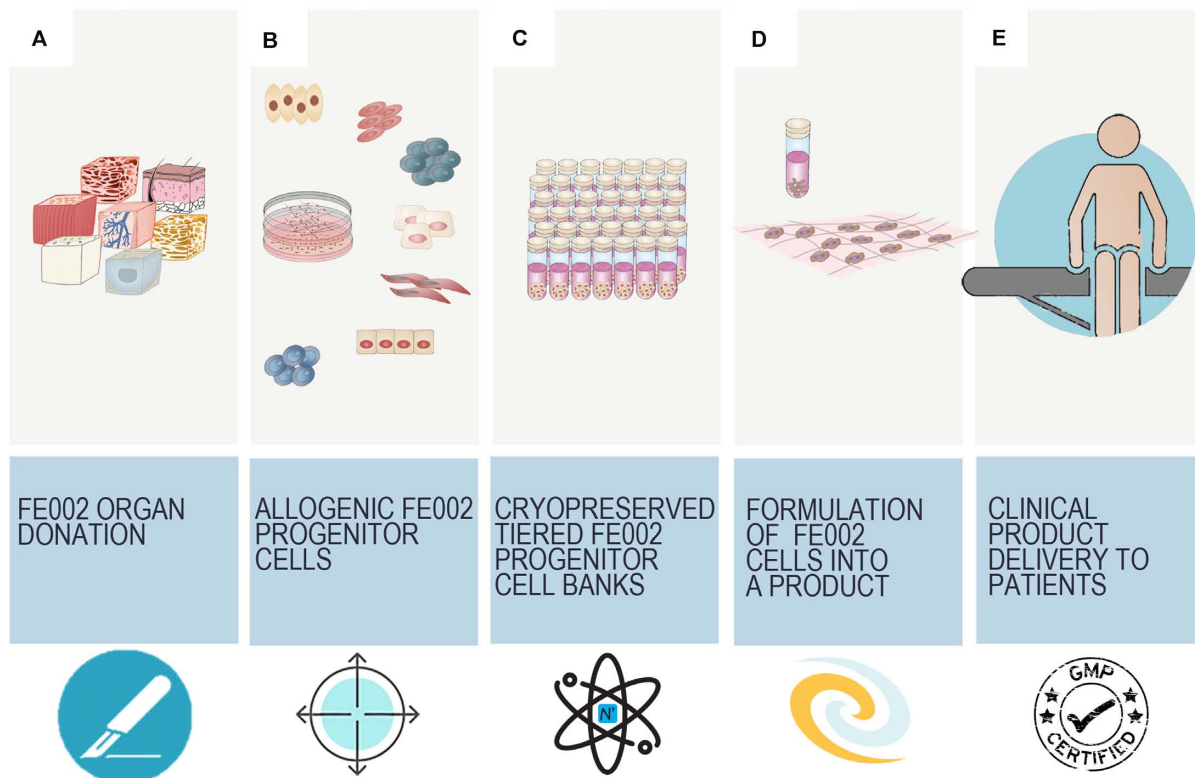 A
B
C
D
E
FE002 ORGAN
DONATION
ALLOGENIC FE002
PROGENITOR
CELLS
CRYOPRESERVED
TIERED FE002
PROGENITOR
CELL BANKS
FORMULATION
OF FE002
CELLS INTO
A PRODUCT
CLINICAL
PRODUCT
DELIVERY TO
PATIENTS
N'
GMP
CERTIFIED